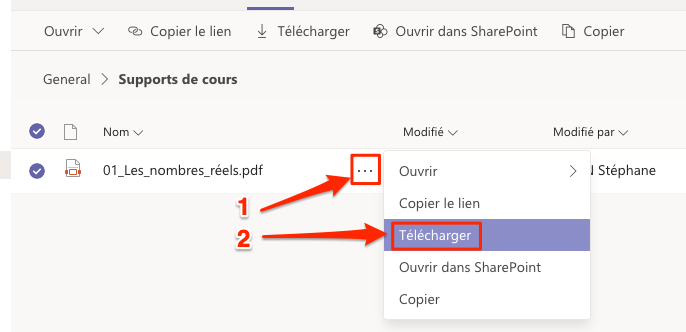 Ouvrir Copier le lien Télécharger Ouvrir dans SharePoint Copier
General > Supports de cours
Nom Modifié Modifié par
01_Les_nombres_réels.pdf ... Ouvrir Stéphane
1 Copier le lien
2 Télécharger
Ouvrir dans SharePoint
Copier